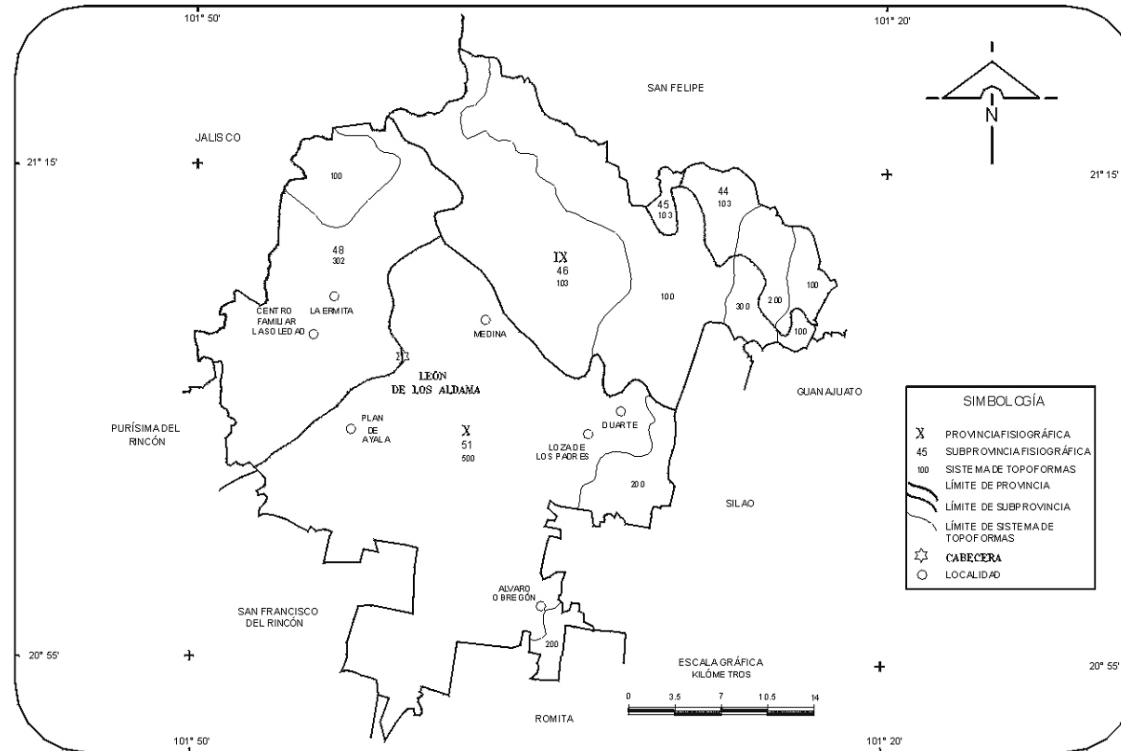 101° 50'
101° 20'
SAN FELIPE
N
JALISCO
21° 15'
21° 15'
100
44
103
45
103
48
302
IX
46
103
100
100
200
300
100
CENTRO
FAMILIAR
LA SOLEDAD
LA ERMITA
MEDINA
LEÓN
DE LOS ALDAMA
GUANAJUATO
PURÍSIMA DEL
RINCÓN
PLAN
DE
AYALA
X
51
500
DUARTE
LOZA DE
LOS PADRES
200
SILAO
SIMBOLOGÍA
X PROVINCIA FISIOGRÁFICA
45 SUBPROVINCIA FISIOGRÁFICA
100 SISTEMA DE TOPOFORMAS
LÍMITE DE PROVINCIA
LÍMITE DE SUBPROVINCIA
LÍMITE DE SISTEMA DE
TOPOFORMAS
CABECERA
LOCALIDAD
ALVARO
OBREGÓN
200
SAN FRANCISCO
DEL RINCÓN
20° 55'
20° 55'
ESCALA GRÁFICA
KILÓMETROS
0 3.5 7 10.5 14
ROMITA
101° 50'
101° 20'